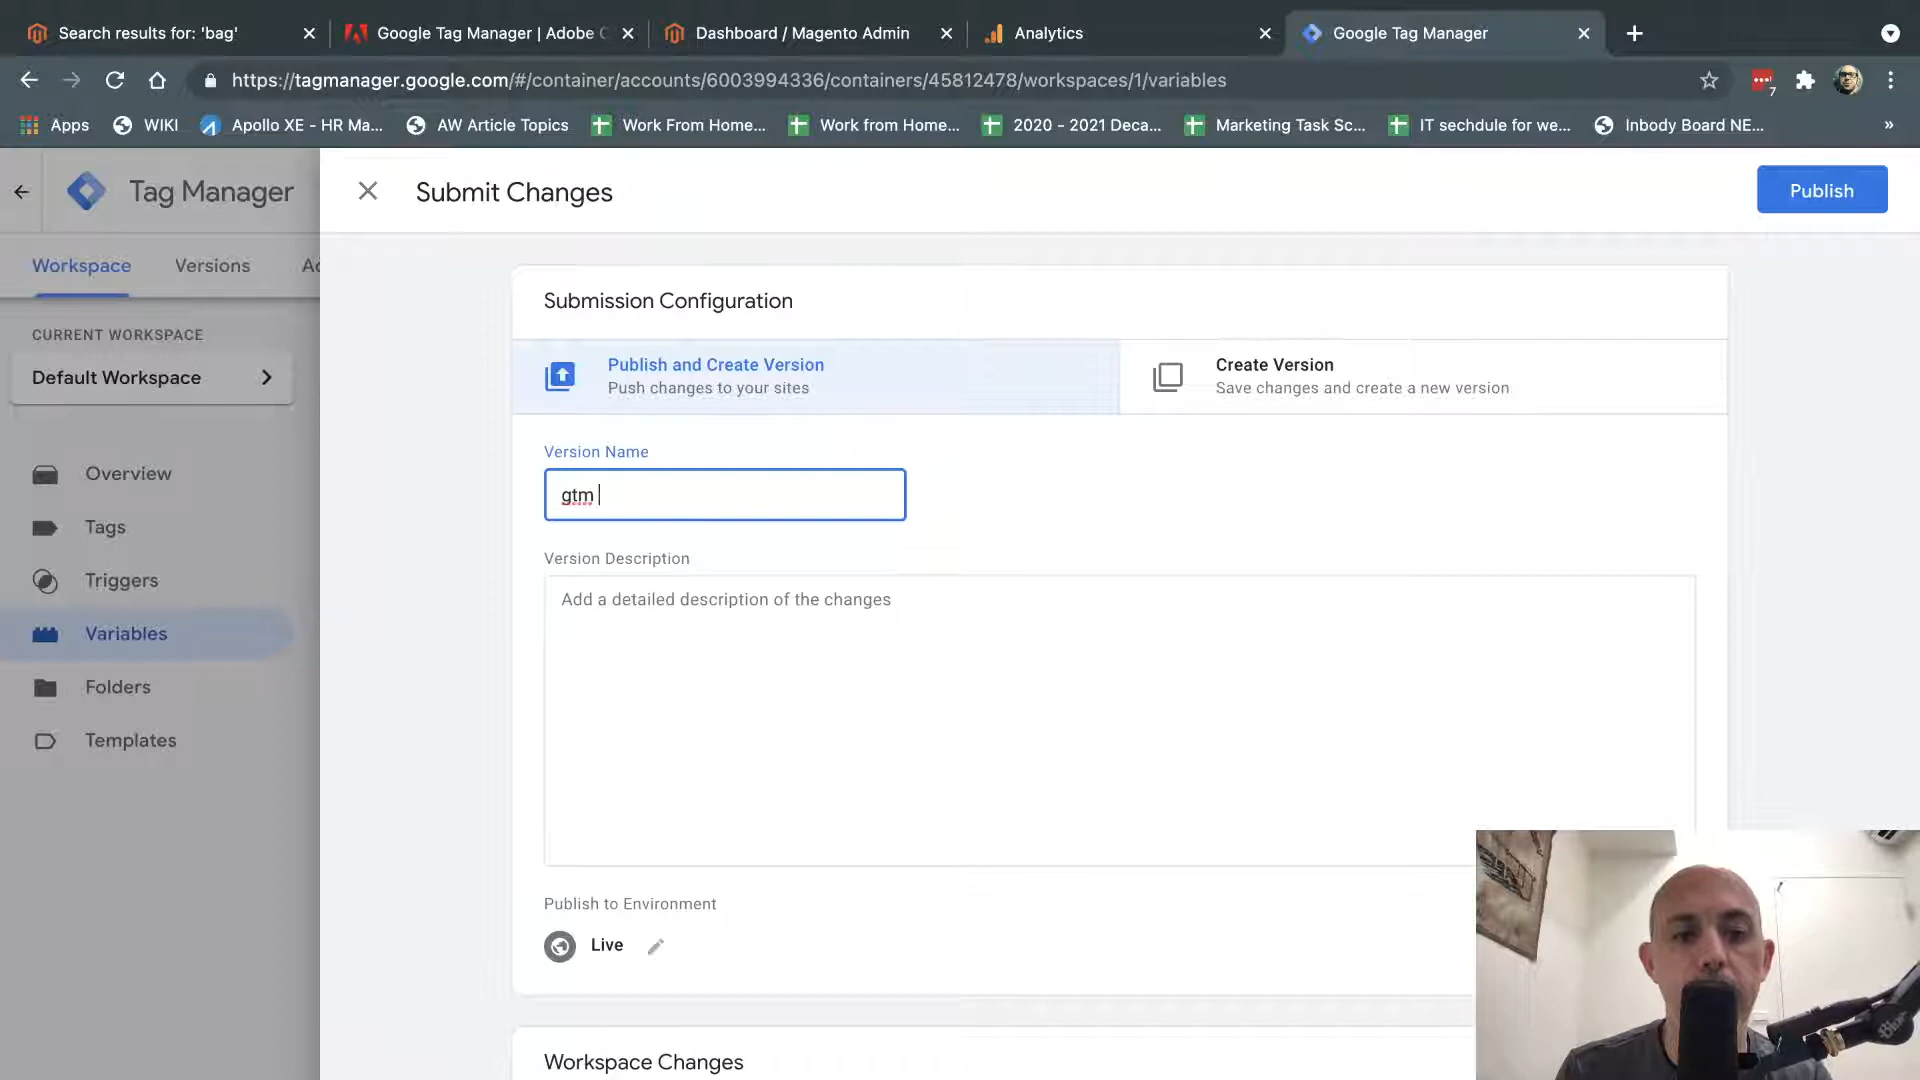 Search results for: 'bag'
Google Tag Manager | Adobe C
Dashboard / Magento Admin
Analytics
Google Tag Manager
https://tagmanager.google.com/#/container/accounts/6003994336/containers/45812478/workspaces/1/variables
7
Apps
WIKI
Apollo XE - HR Ma...
AW Article Topics
Work From Home...
Work from Home...
2020 - 2021 Deca...
Marketing Task Sc...
IT sechdule for we...
Inbody Board NE...
»
Tag Manager
Submit Changes
Publish
Workspace
Versions
Ad
CURRENT WORKSPACE
Default Workspace
Overview
Tags
Triggers
Variables
Folders
Templates
Submission Configuration
Publish and Create Version
Push changes to your sites
Create Version
Save changes and create a new version
Version Name
gtm
Version Description
Add a detailed description of the changes
Publish to Environment
Live
Workspace Changes